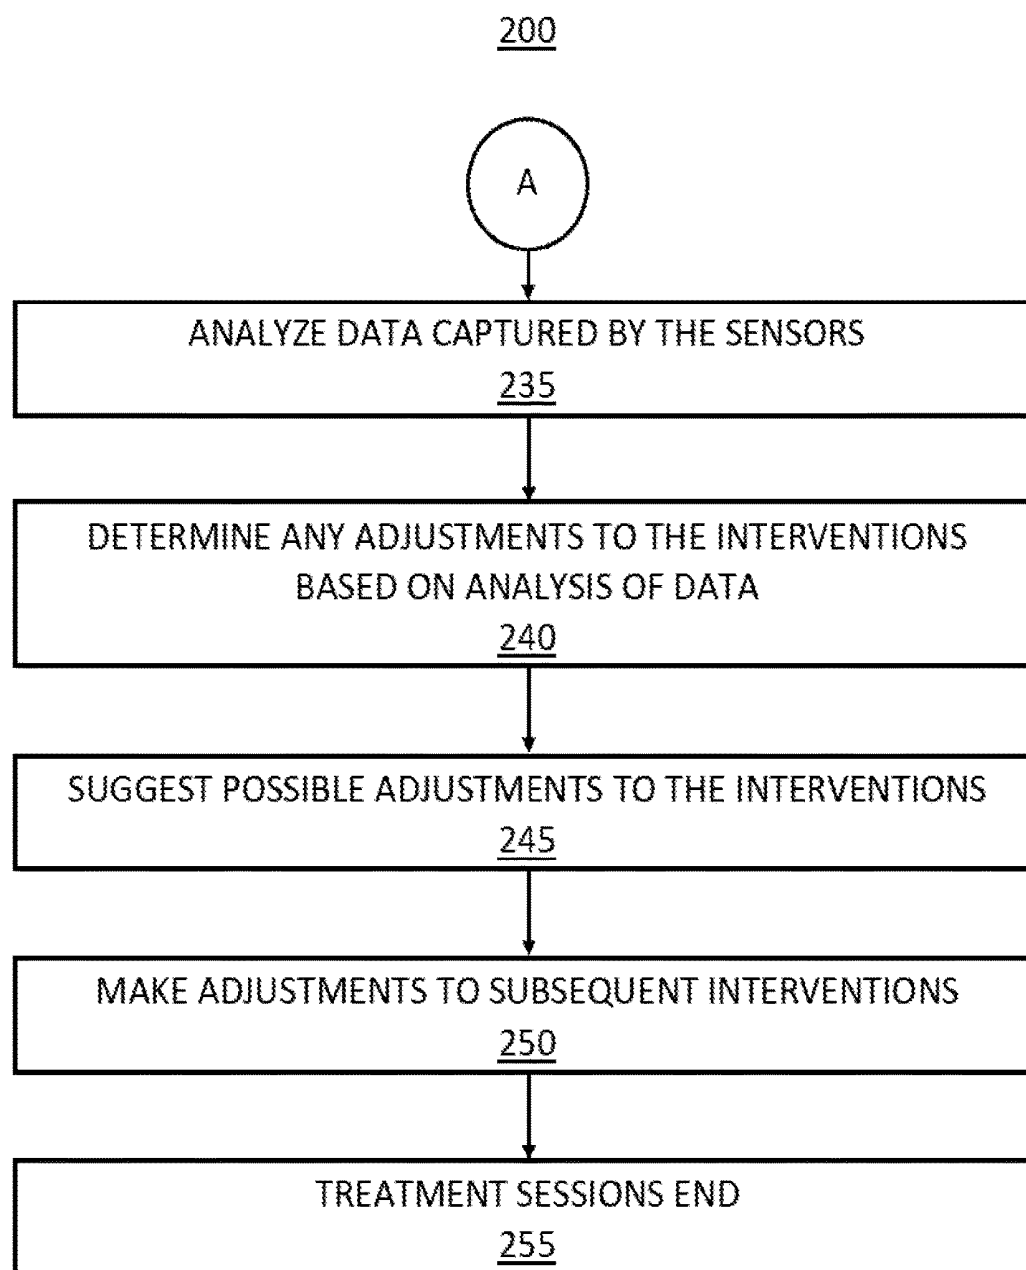 200
A
ANALYZE DATA CAPTURED BY THE SENSORS
235
DETERMINE ANY ADJUSTMENTS TO THE INTERVENTIONS
BASED ON ANALYSIS OF DATA
240
SUGGEST POSSIBLE ADJUSTMENTS TO THE INTERVENTIONS
245
MAKE ADJUSTMENTS TO SUBSEQUENT INTERVENTIONS
250
TREATMENT SESSIONS END
255